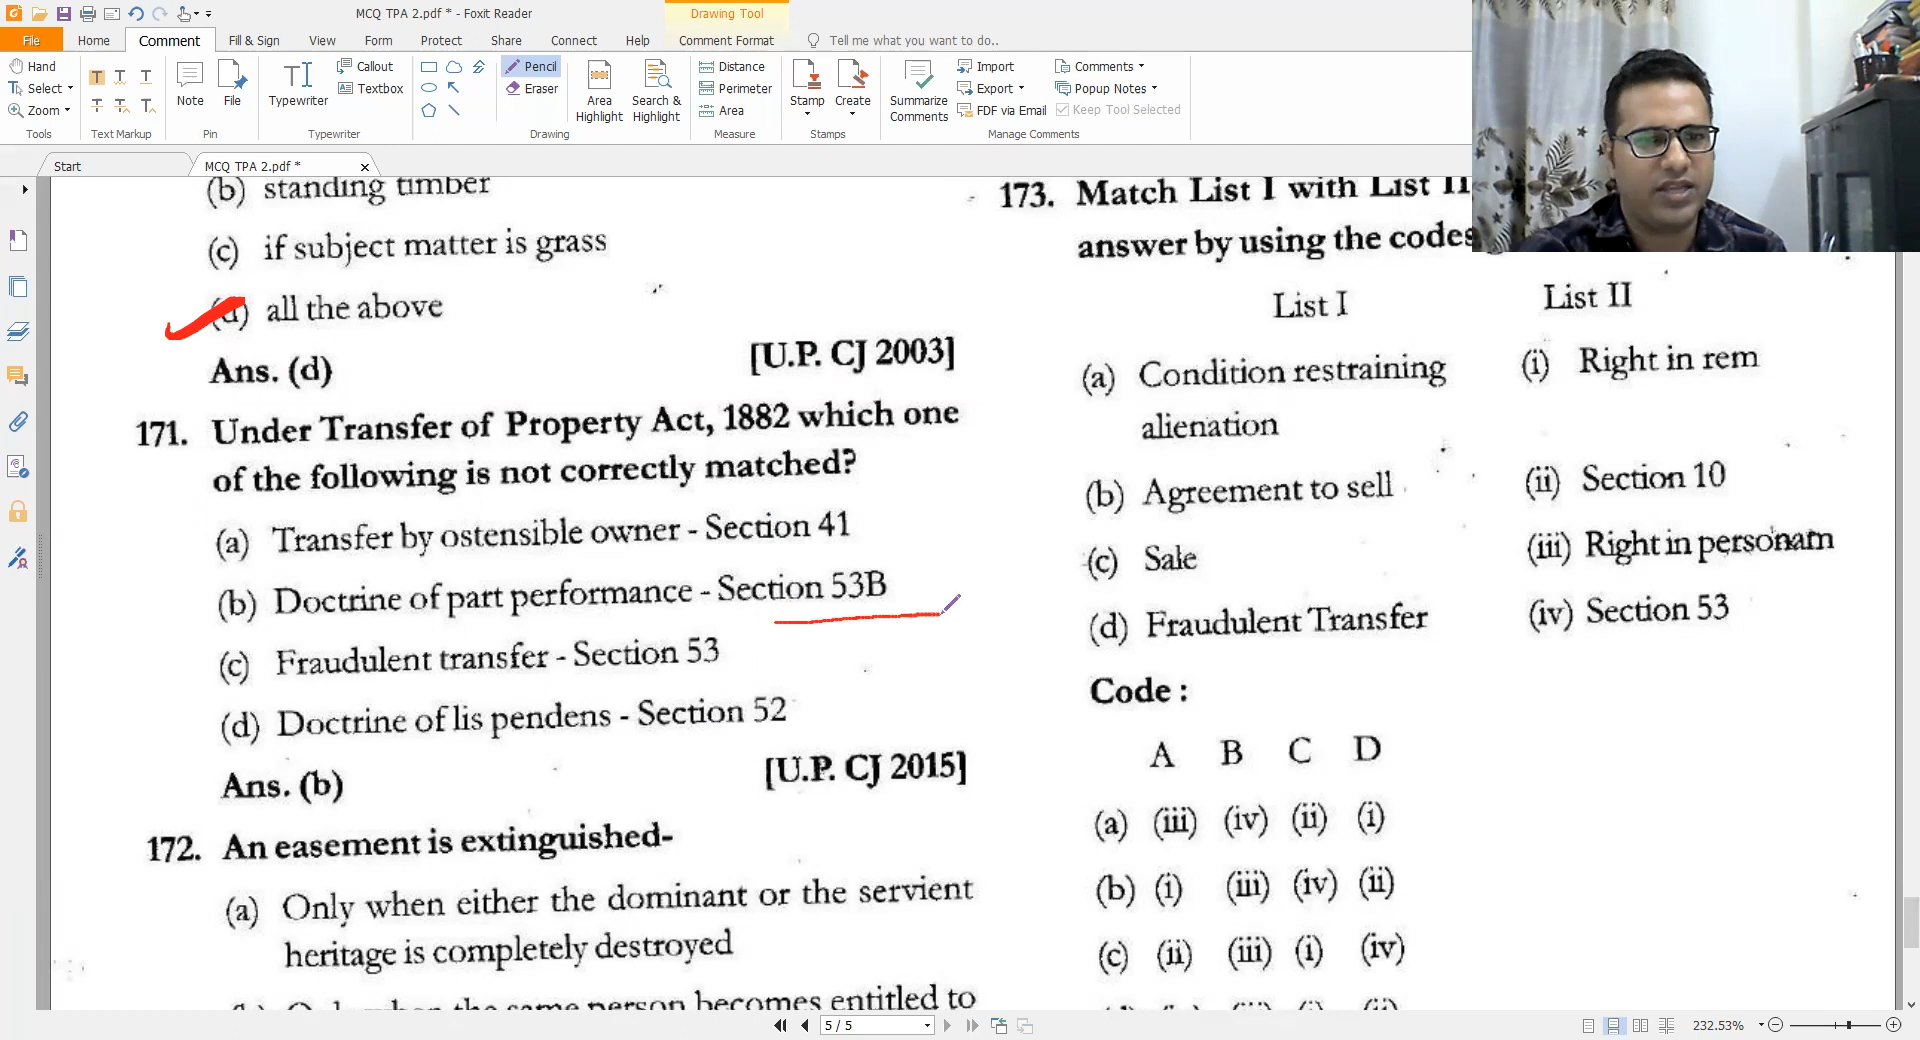 MCQ TPA 2.pdf * - Foxit Reader
Drawing Tool
File Home Comment Fill & Sign View Form Protect Share Connect Help Comment Format Tell me what you want to do..
Hand
Select
Zoom
Tools
T T T
T T T
Text Markup
Note
File
Pin
Typewriter
Callout
Textbox
Typewriter
Pencil
Eraser
Area Highlight
Search & Highlight
Drawing
Distance
Perimeter
Area
Measure
Stamp
Create
Stamps
Summarize Comments
Import
Export
FDF via Email
Comments
Popup Notes
Keep Tool Selected
Manage Comments
Start
MCQ TPA 2.pdf *
(b) standing timber
(c) if subject matter is grass
(d) all the above
Ans. (d) [U.P. CJ 2003]
171. Under Transfer of Property Act, 1882 which one
of the following is not correctly matched?
(a) Transfer by ostensible owner - Section 41
(b) Doctrine of part performance - Section 53B
(c) Fraudulent transfer - Section 53
(d) Doctrine of lis pendens - Section 52
Ans. (b) [U.P. CJ 2015]
172. An easement is extinguished-
(a) Only when either the dominant or the servient
heritage is completely destroyed
same person becomes entitled to
173. Match List I with List II
answer by using the codes
List I List II
(a) Condition restraining (i) Right in rem
alienation
(b) Agreement to sell (ii) Section 10
(c) Sale (iii) Right in personam
(d) Fraudulent Transfer (iv) Section 53
Code :
A B C D
(a) (iii) (iv) (ii) (i)
(b) (i) (iii) (iv) (ii)
(c) (ii) (iii) (i) (iv)
5 / 5
232.53%